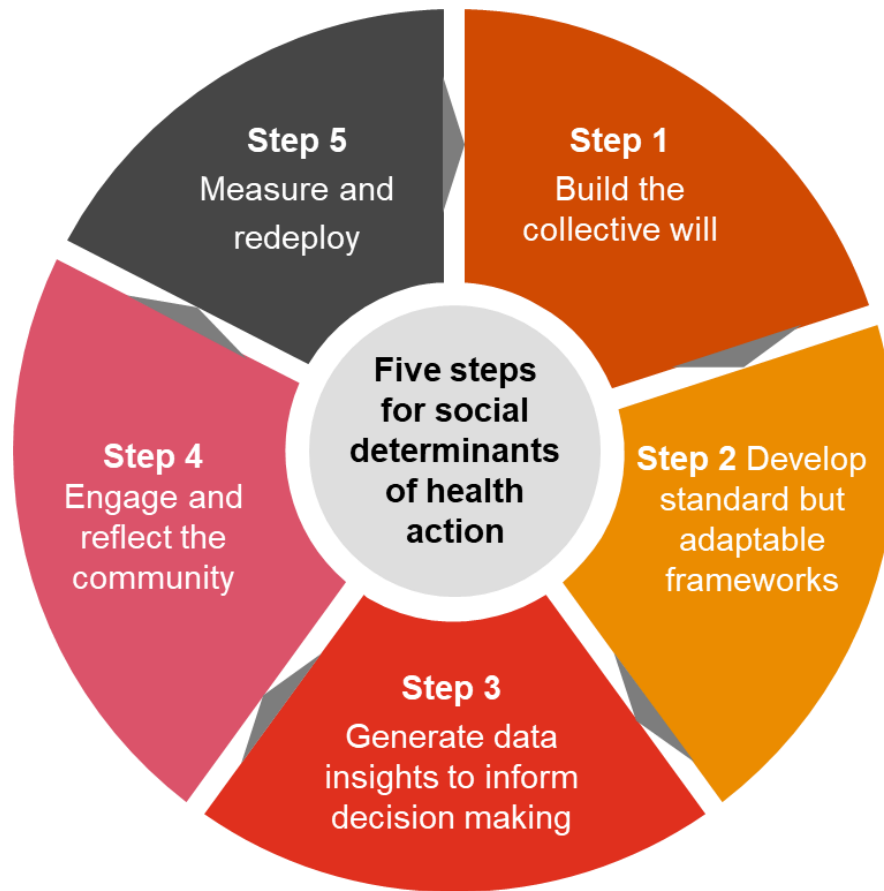 Five steps
for social
determinants
of health
action
Step 1
Build the
collective will
Step 2 Develop
standard but
adaptable
frameworks
Step 3
Generate data
insights to inform
decision making
Step 4
Engage and
reflect the
community
Step 5
Measure and
redeploy